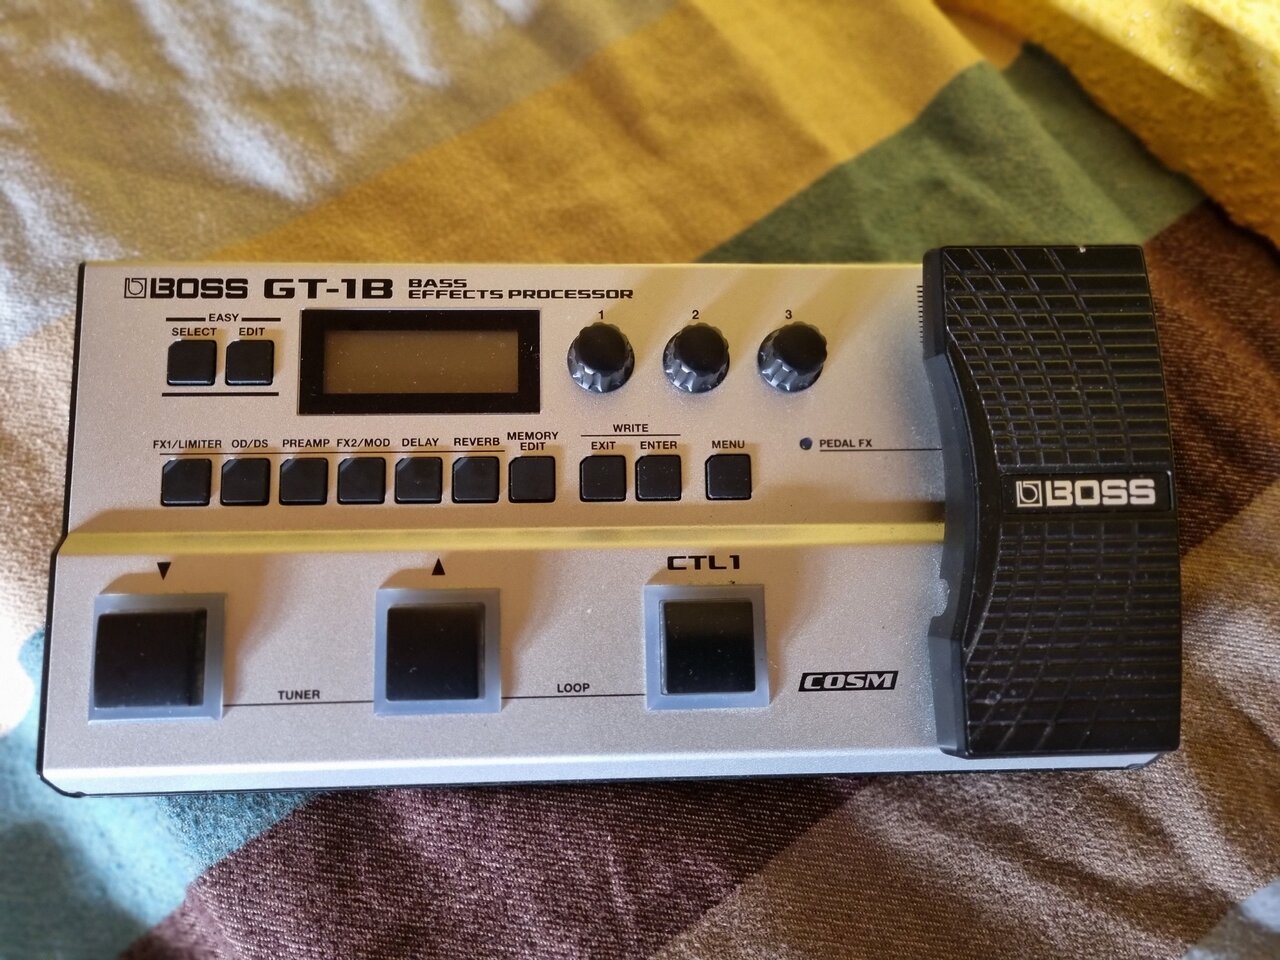 BOSS GT-1B BASS
EFFECTS PROCESSOR
EASY
SELECT EDIT
1 2 3
FX1/LIMITER OD/DS PREAMP FX2/MOD DELAY REVERB MEMORY
EDIT
WRITE
EXIT ENTER
MENU
PEDAL FX
BOSS
▼ ▲ CTL1
TUNER LOOP
COSM